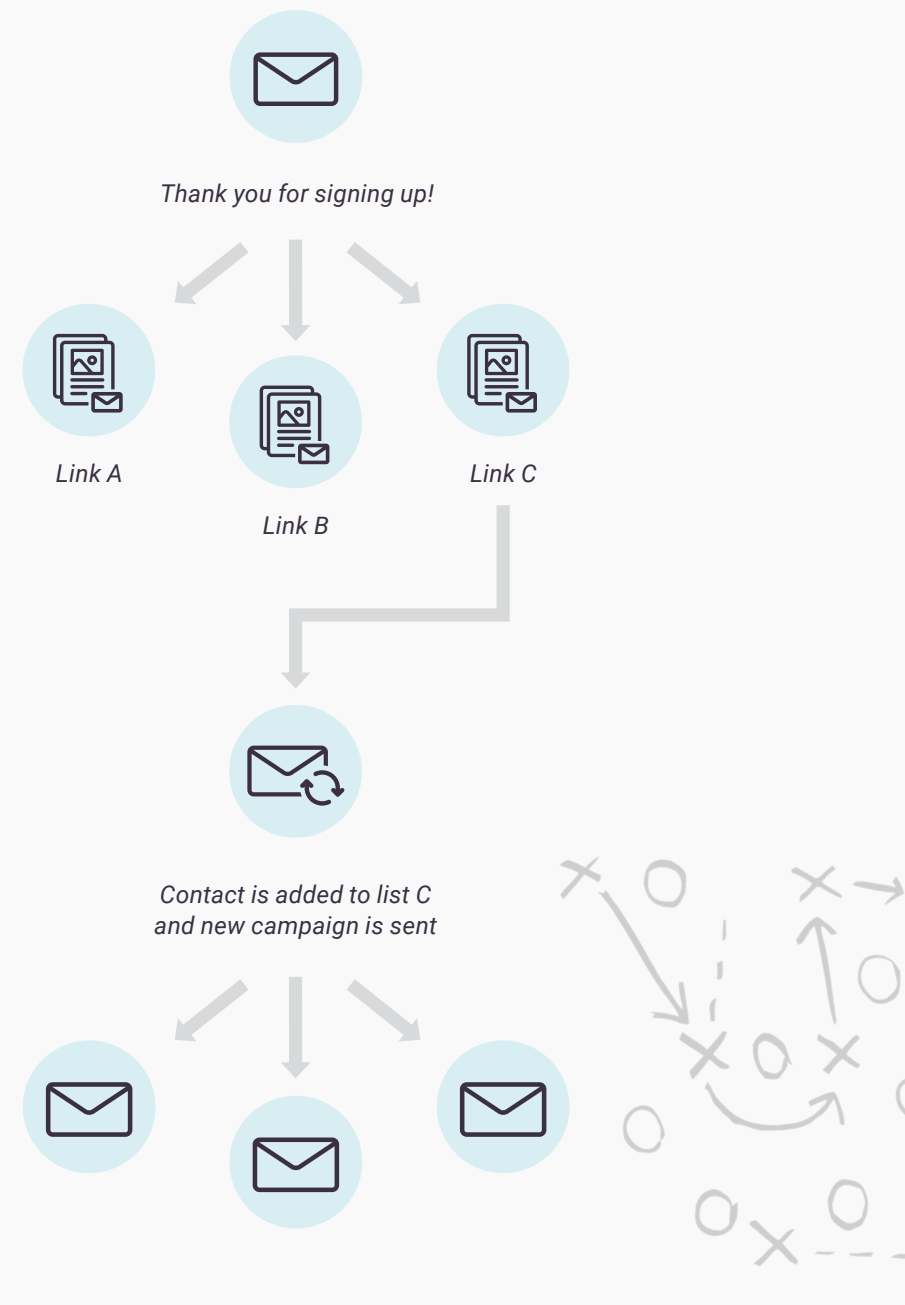 Thank you for signing up!
Link A
Link B
Link C
Contact is added to list C
and new campaign is sent